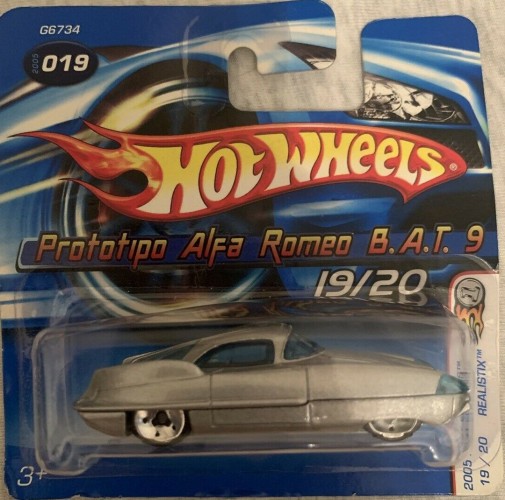 G6734
2005
019
HOT WHEELS®
Prototipo Alfa Romeo B.A.T. 9
19/20
2005
19 / 20 REALISTIX™
3+